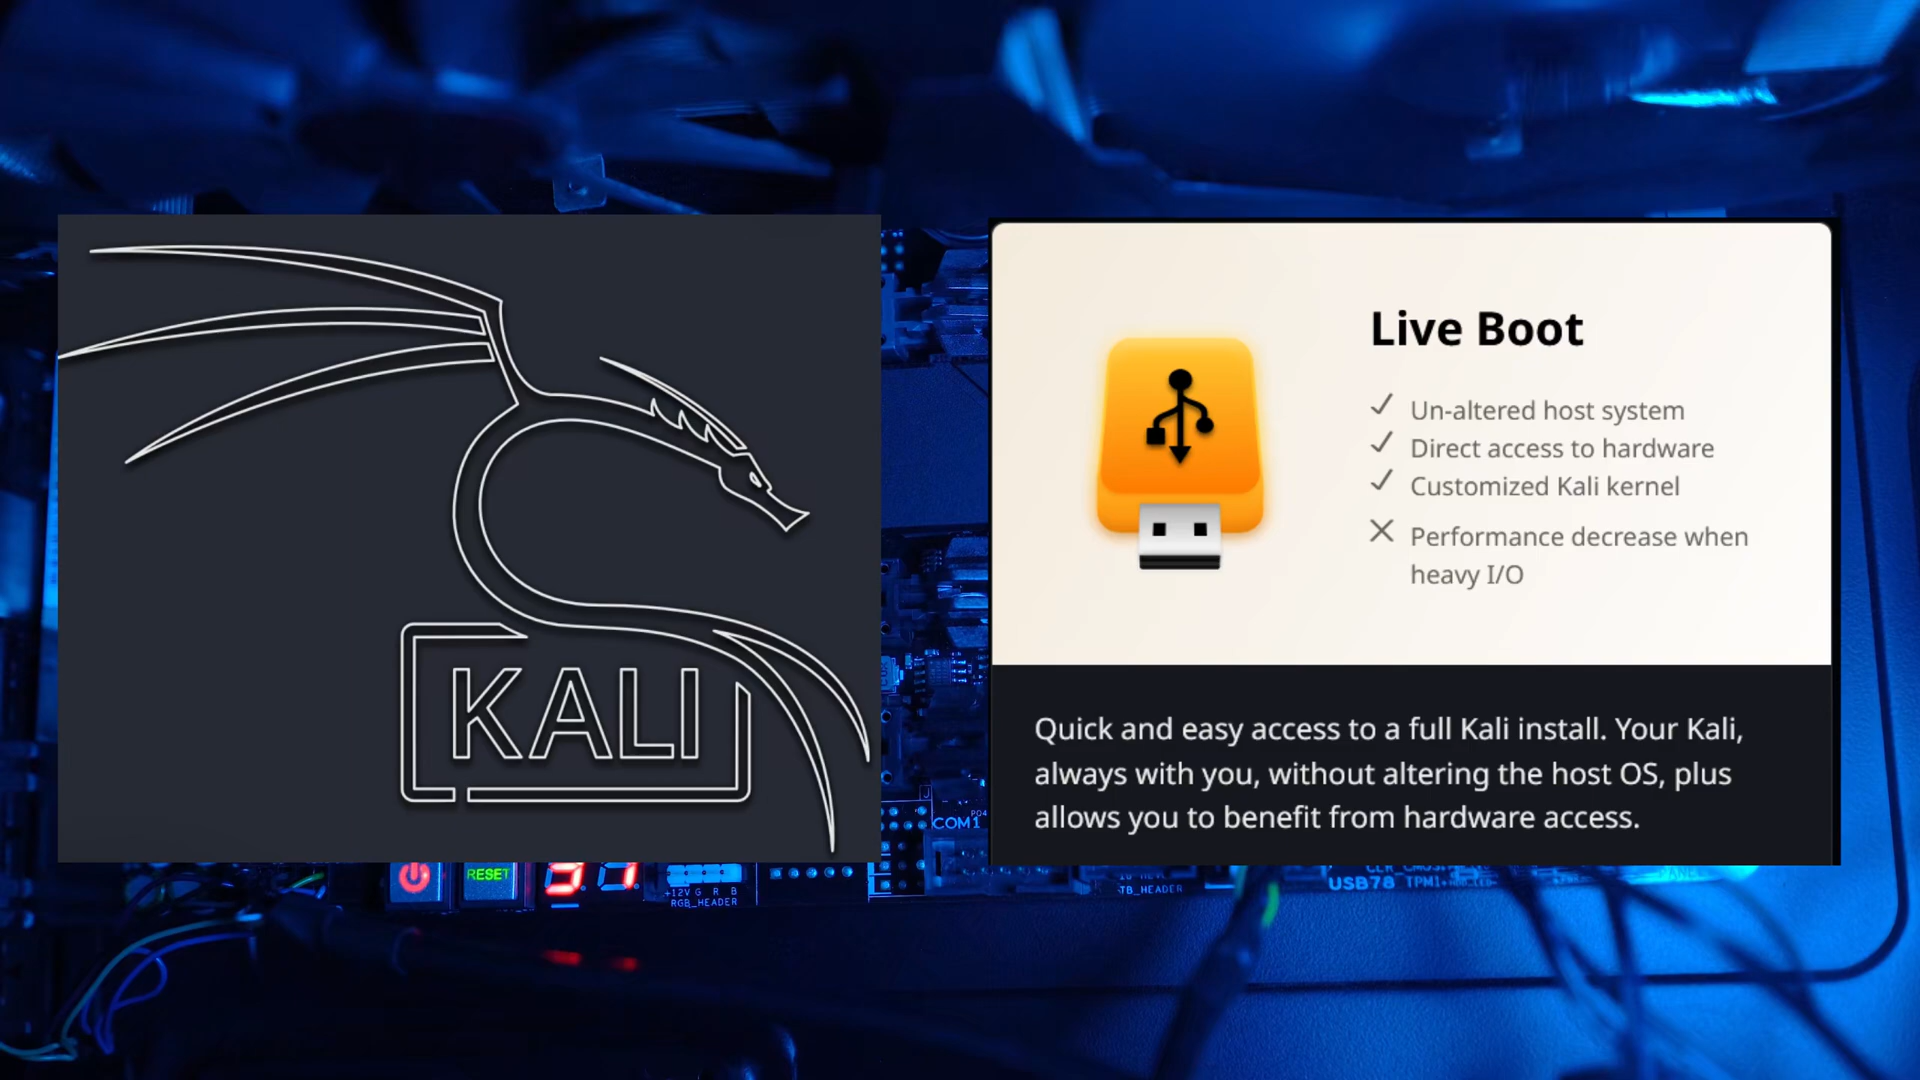 KALI
Live Boot
Un-altered host system
Direct access to hardware
Customized Kali kernel
Performance decrease when
heavy I/O
Quick and easy access to a full Kali install. Your Kali,
always with you, without altering the host OS, plus
allows you to benefit from hardware access.
COM1
RESET
+12V G R B
RGB_HEADER
TB_HEADER
USB78 TPM1